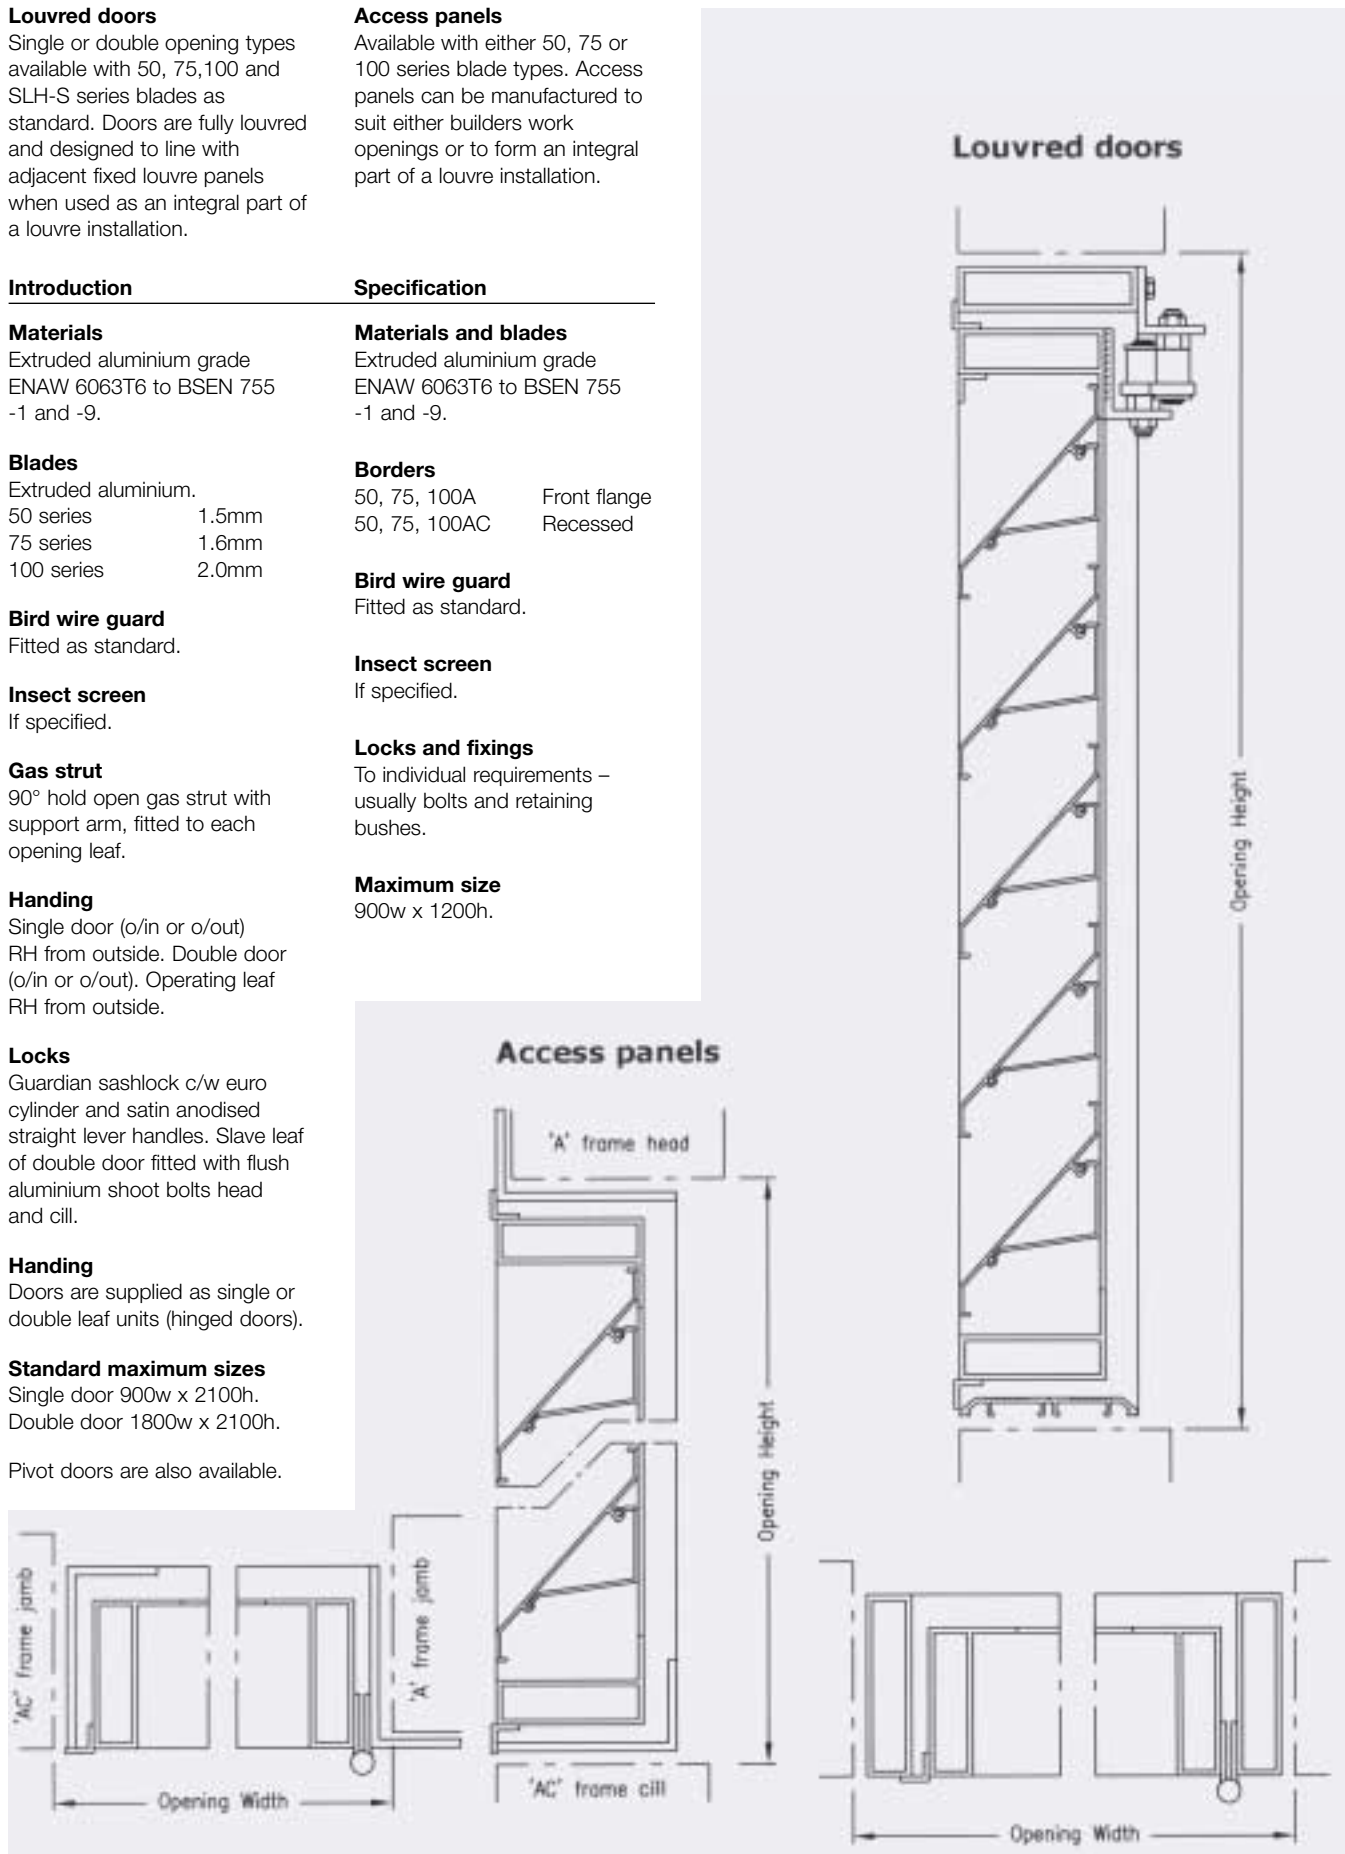 Louvred doors
Single or double opening types
available with 50, 75,100 and
SLH-S series blades as
standard. Doors are fully louvred
and designed to line with
adjacent fixed louvre panels
when used as an integral part of
a louvre installation.
Access panels
Available with either 50, 75 or
100 series blade types. Access
panels can be manufactured to
suit either builders work
openings or to form an integral
part of a louvre installation.
Introduction
Materials
Extruded aluminium grade
ENAW 6063T6 to BSEN 755
-1 and -9.
Blades
Extruded aluminium.
50 series 1.5mm
75 series 1.6mm
100 series 2.0mm
Bird wire guard
Fitted as standard.
Insect screen
If specified.
Gas strut
90° hold open gas strut with
support arm, fitted to each
opening leaf.
Handing
Single door (o/in or o/out)
RH from outside. Double door
(o/in or o/out). Operating leaf
RH from outside.
Locks
Guardian sashlock c/w euro
cylinder and satin anodised
straight lever handles. Slave leaf
of double door fitted with flush
aluminium shoot bolts head
and cill.
Handing
Doors are supplied as single or
double leaf units (hinged doors).
Standard maximum sizes
Single door 900w x 2100h.
Double door 1800w x 2100h.
Pivot doors are also available.
Specification
Materials and blades
Extruded aluminium grade
ENAW 6063T6 to BSEN 755
-1 and -9.
Borders
50, 75, 100A Front flange
50, 75, 100AC Recessed
Bird wire guard
Fitted as standard.
Insect screen
If specified.
Locks and fixings
To individual requirements –
usually bolts and retaining
bushes.
Maximum size
900w x 1200h.
Louvred doors
Opening Height
Opening Width
Access panels
'A' frame head
Opening Height
'AC' frame cill
'AC' frame jamb
'A' frame jamb
Opening Width